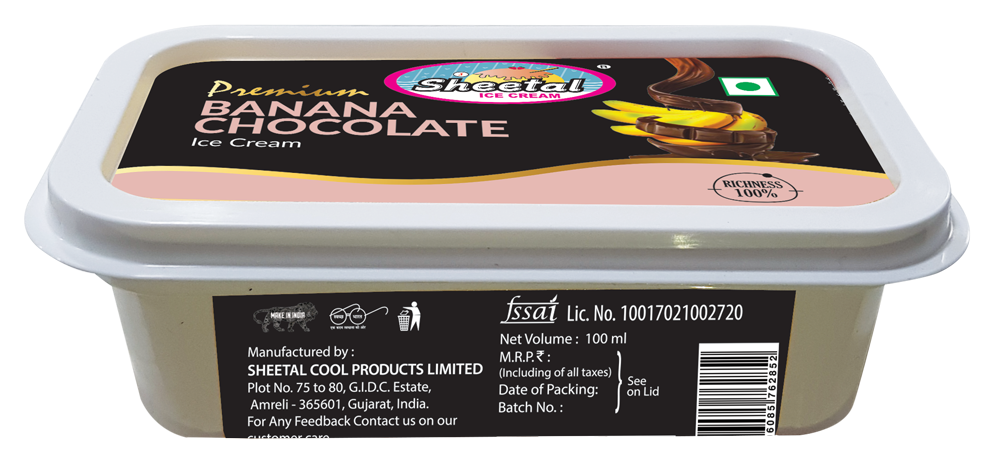 Sheetal
ICE CREAM
Premium
BANANA
CHOCOLATE
Ice Cream
RICHNESS
100%
MAKE IN INDIA
fssai Lic. No. 10017021002720
Net Volume : 100 ml
M.R.P.₹ :
(Including of all taxes)
Date of Packing:
Batch No. :
See
on Lid
Manufactured by :
SHEETAL COOL PRODUCTS LIMITED
Plot No. 75 to 80, G.I.D.C. Estate,
Amreli - 365601, Gujarat, India.
For Any Feedback Contact us on our
customer care